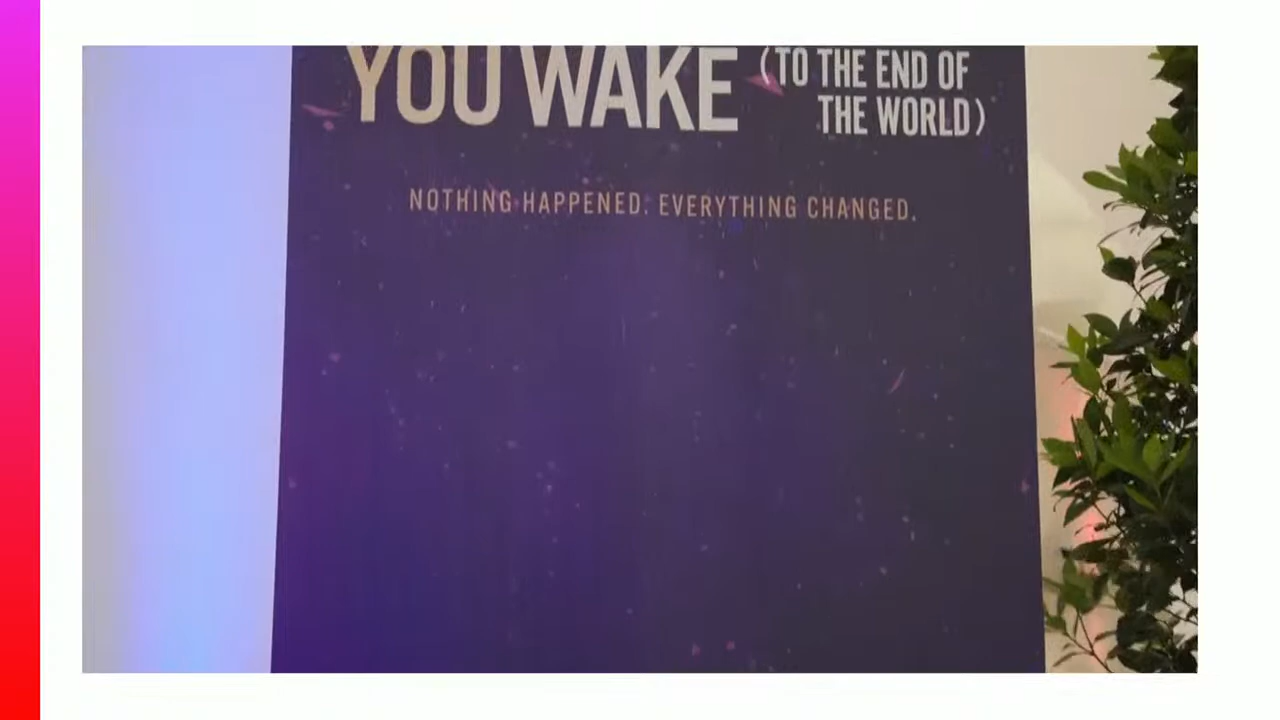 YOU WAKE (TO THE END OF
THE WORLD)
NOTHING HAPPENED. EVERYTHING CHANGED.